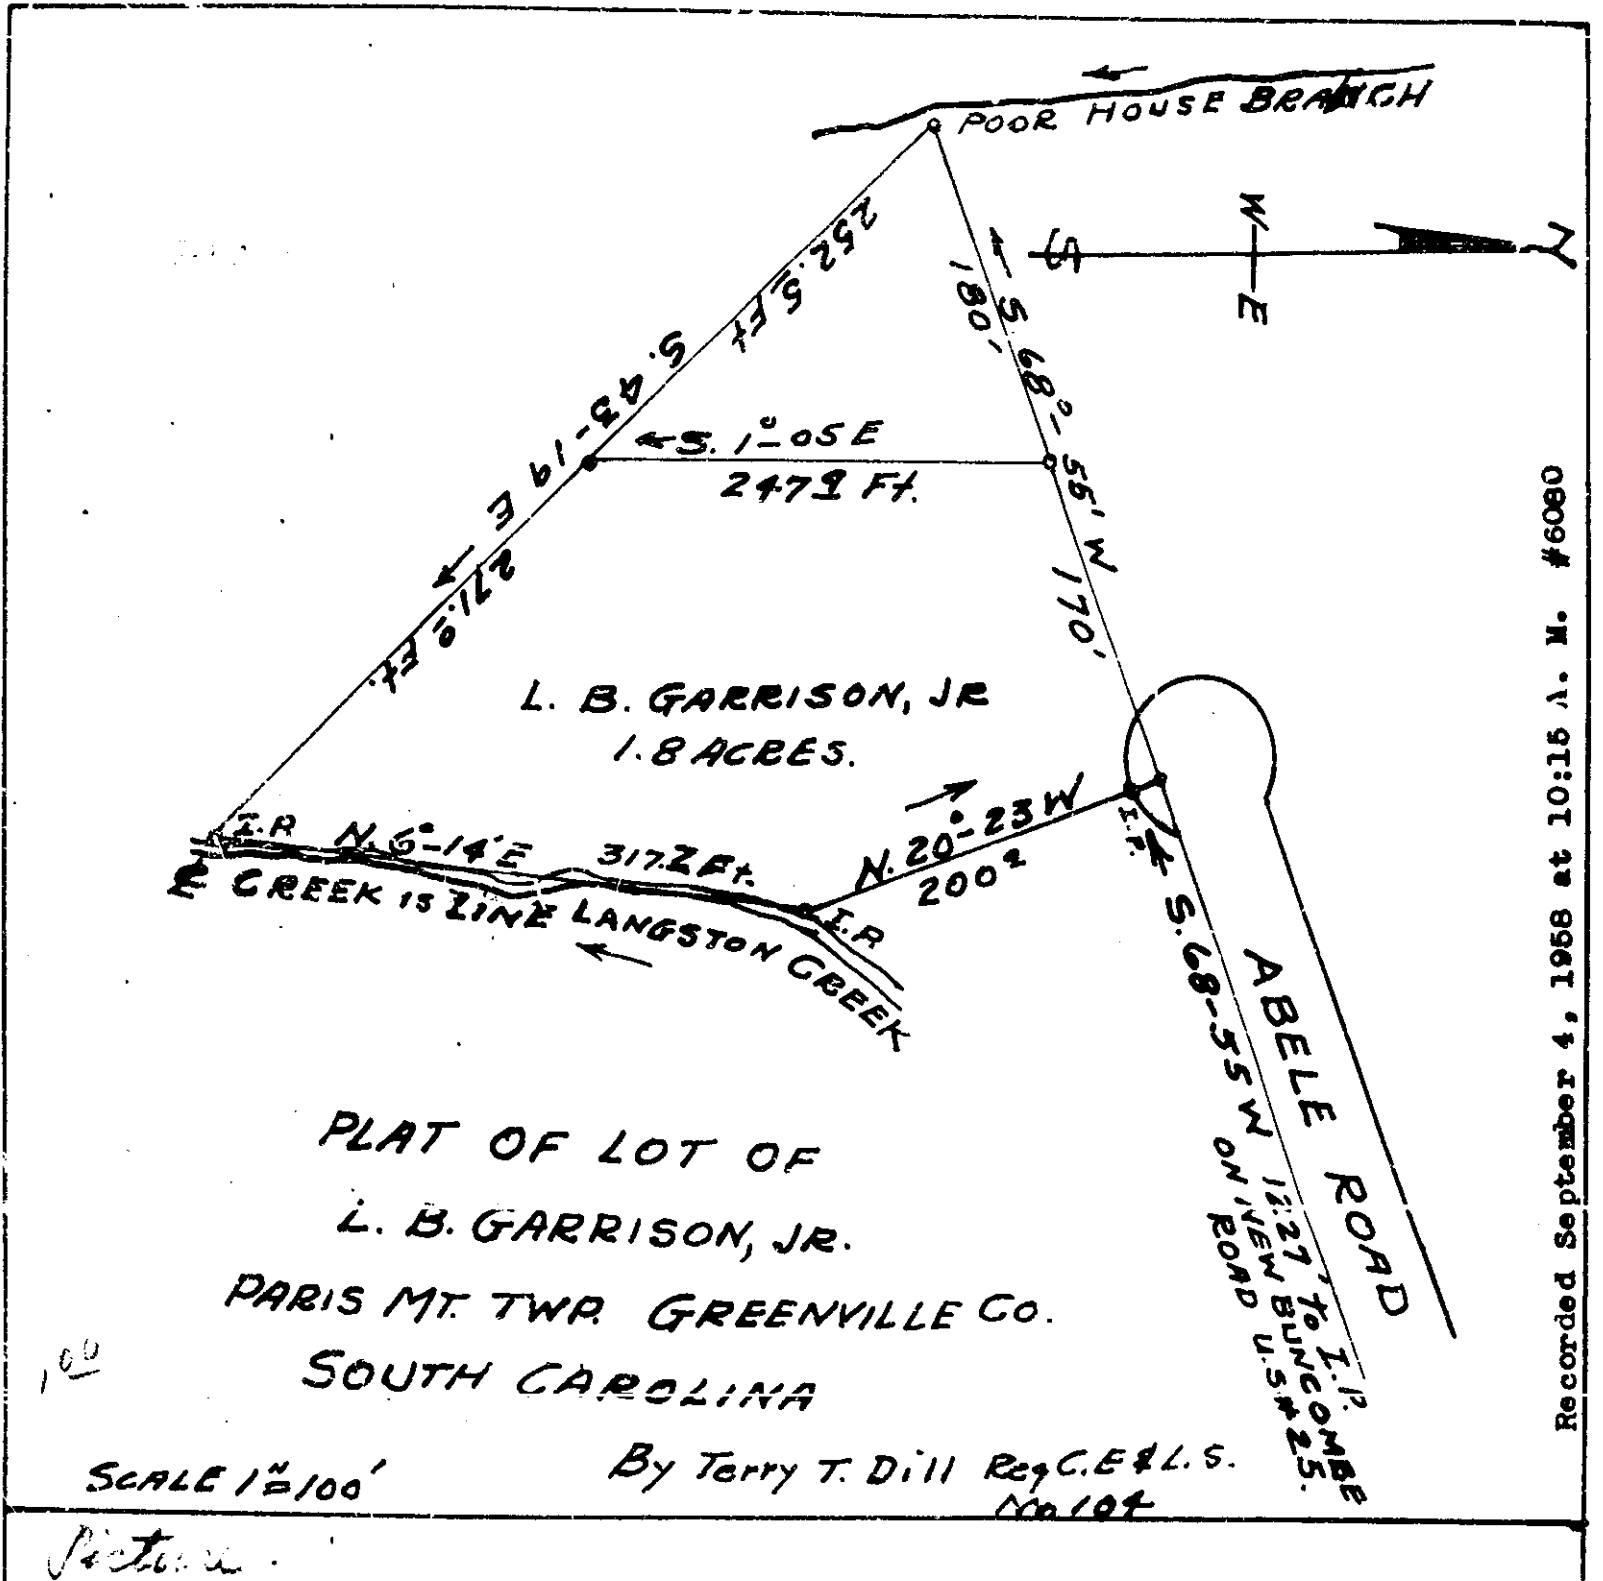 POOR HOUSE BRANCH
W
S
E
252.5 Ft
S. 43-19 E
271.0 Ft.
S. 68°-55' W
180'
170'
S. 1°-05 E
247.9 Ft.
L. B. GARRISON, JR
1.8 ACRES.
I.P.
N. 6°-14' E 317.2 Ft.
N. 20°-23 W
200.9
I.P.
I.P.
℄ CREEK IS LINE LANGSTON CREEK
S. 68-55 W 1227' to I.P.
ON NEW BUNCOMBE
ROAD U.S # 25.
ABELE ROAD
PLAT OF LOT OF
L. B. GARRISON, JR.
PARIS MT. TWP. GREENVILLE CO.
SOUTH CAROLINA
SCALE 1"=100'
By Terry T. Dill Reg C.E & L.S.
No 104
Recorded September 4, 1958 at 10:15 A. M. #6080
Picture